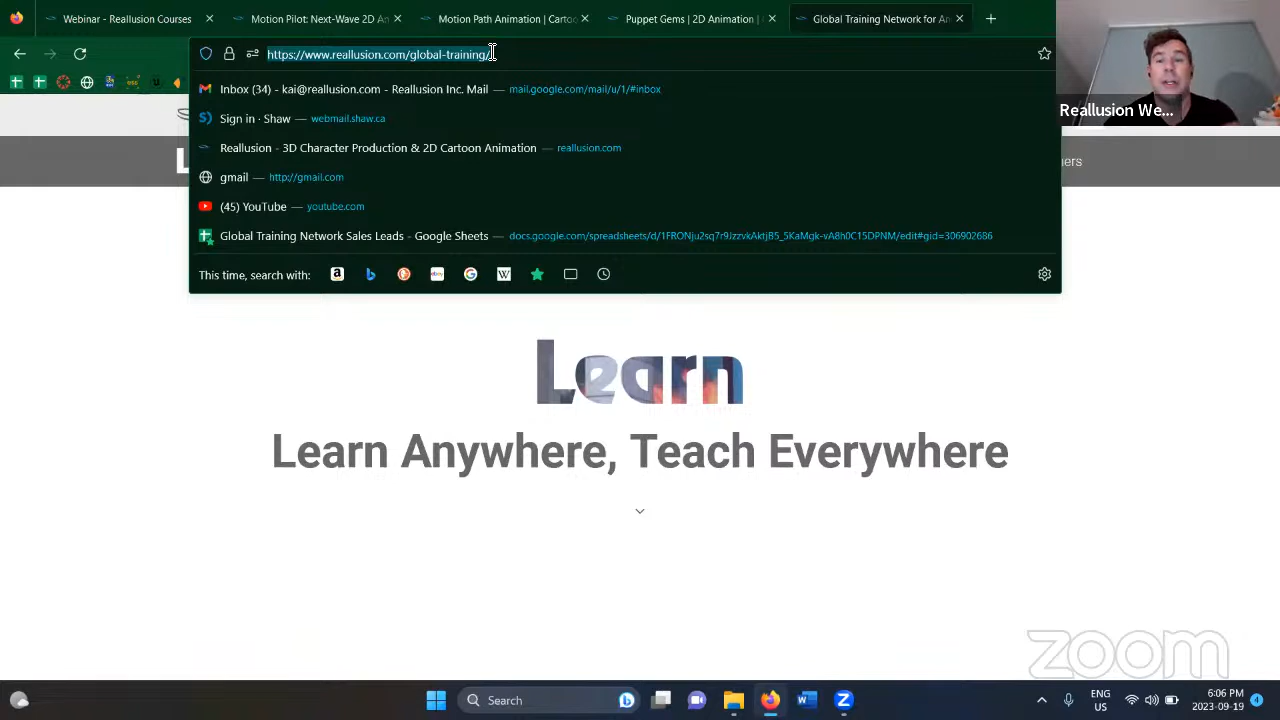 Webinar - Reallusion Courses
Motion Pilot: Next-Wave 2D An
Motion Path Animation | Cartoo
Puppet Gems | 2D Animation |
Global Training Network for An
https://www.reallusion.com/global-training/
Inbox (34) - kai@reallusion.com - Reallusion Inc. Mail — mail.google.com/mail/u/1/#inbox
Sign in · Shaw — webmail.shaw.ca
Reallusion - 3D Character Production & 2D Cartoon Animation — reallusion.com
gmail — http://gmail.com
(45) YouTube — youtube.com
Global Training Network Sales Leads - Google Sheets — docs.google.com/spreadsheets/d/1FRONju2sq7r9JzzvkAktjB5_5KaMgk-vA8h0C15DPNM/edit#gid=306902686
This time, search with:
Reallusion We...
ners
Learn
Learn Anywhere, Teach Everywhere
zoom
Search
ENG
US
6:06 PM
2023-09-19
4